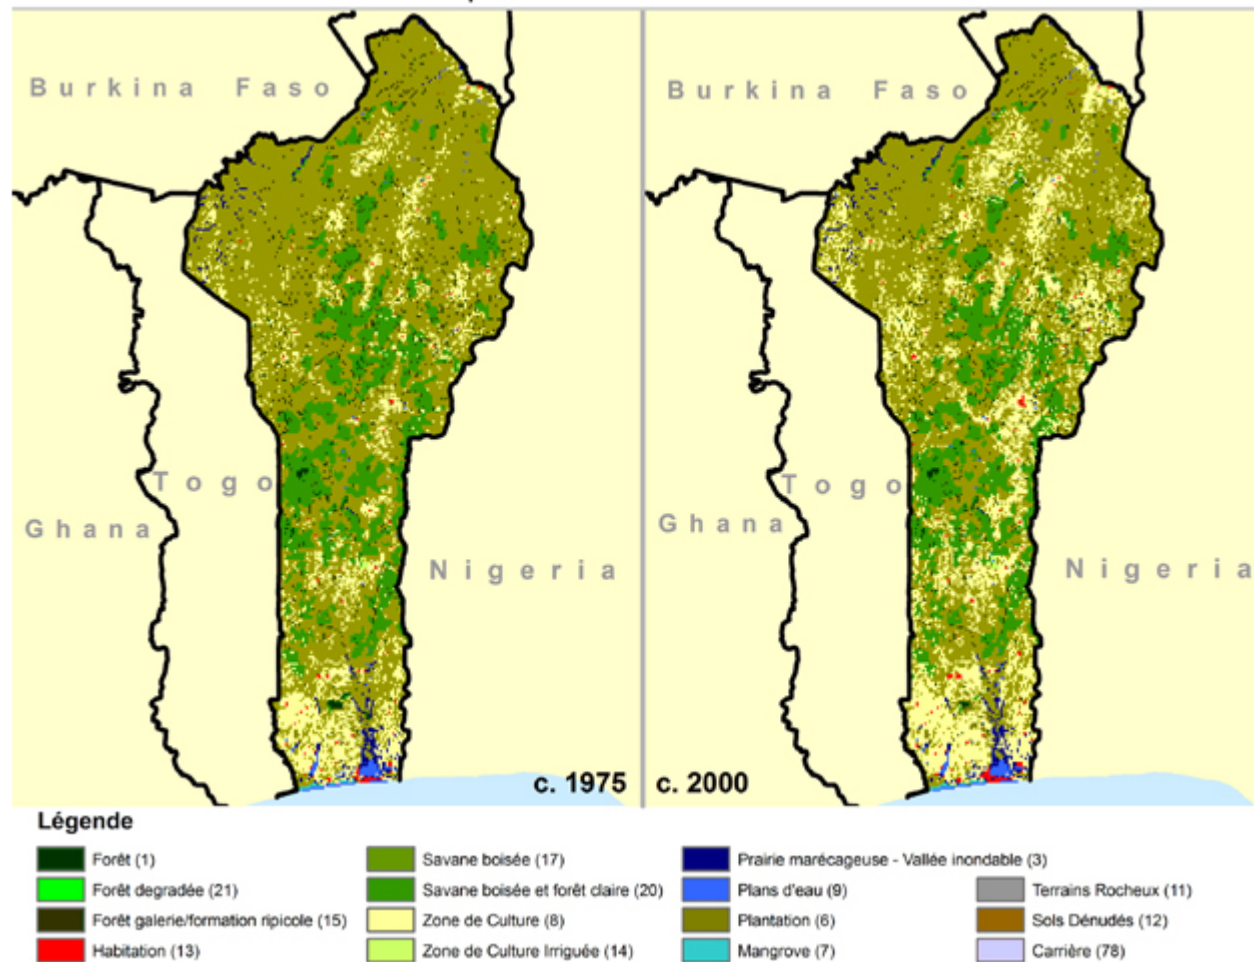 Burkina Faso
Burkina Faso
Togo
Togo
Ghana
Ghana
Nigeria
Nigeria
c. 1975
c. 2000
Légende
Forêt (1)
Savane boisée (17)
Prairie marécageuse - Vallée inondable (3)
Forêt degradée (21)
Savane boisée et forêt claire (20)
Plans d'eau (9)
Terrains Rocheux (11)
Forêt galerie/formation ripicole (15)
Zone de Culture (8)
Plantation (6)
Sols Dénudés (12)
Habitation (13)
Zone de Culture Irriguée (14)
Mangrove (7)
Carrière (78)